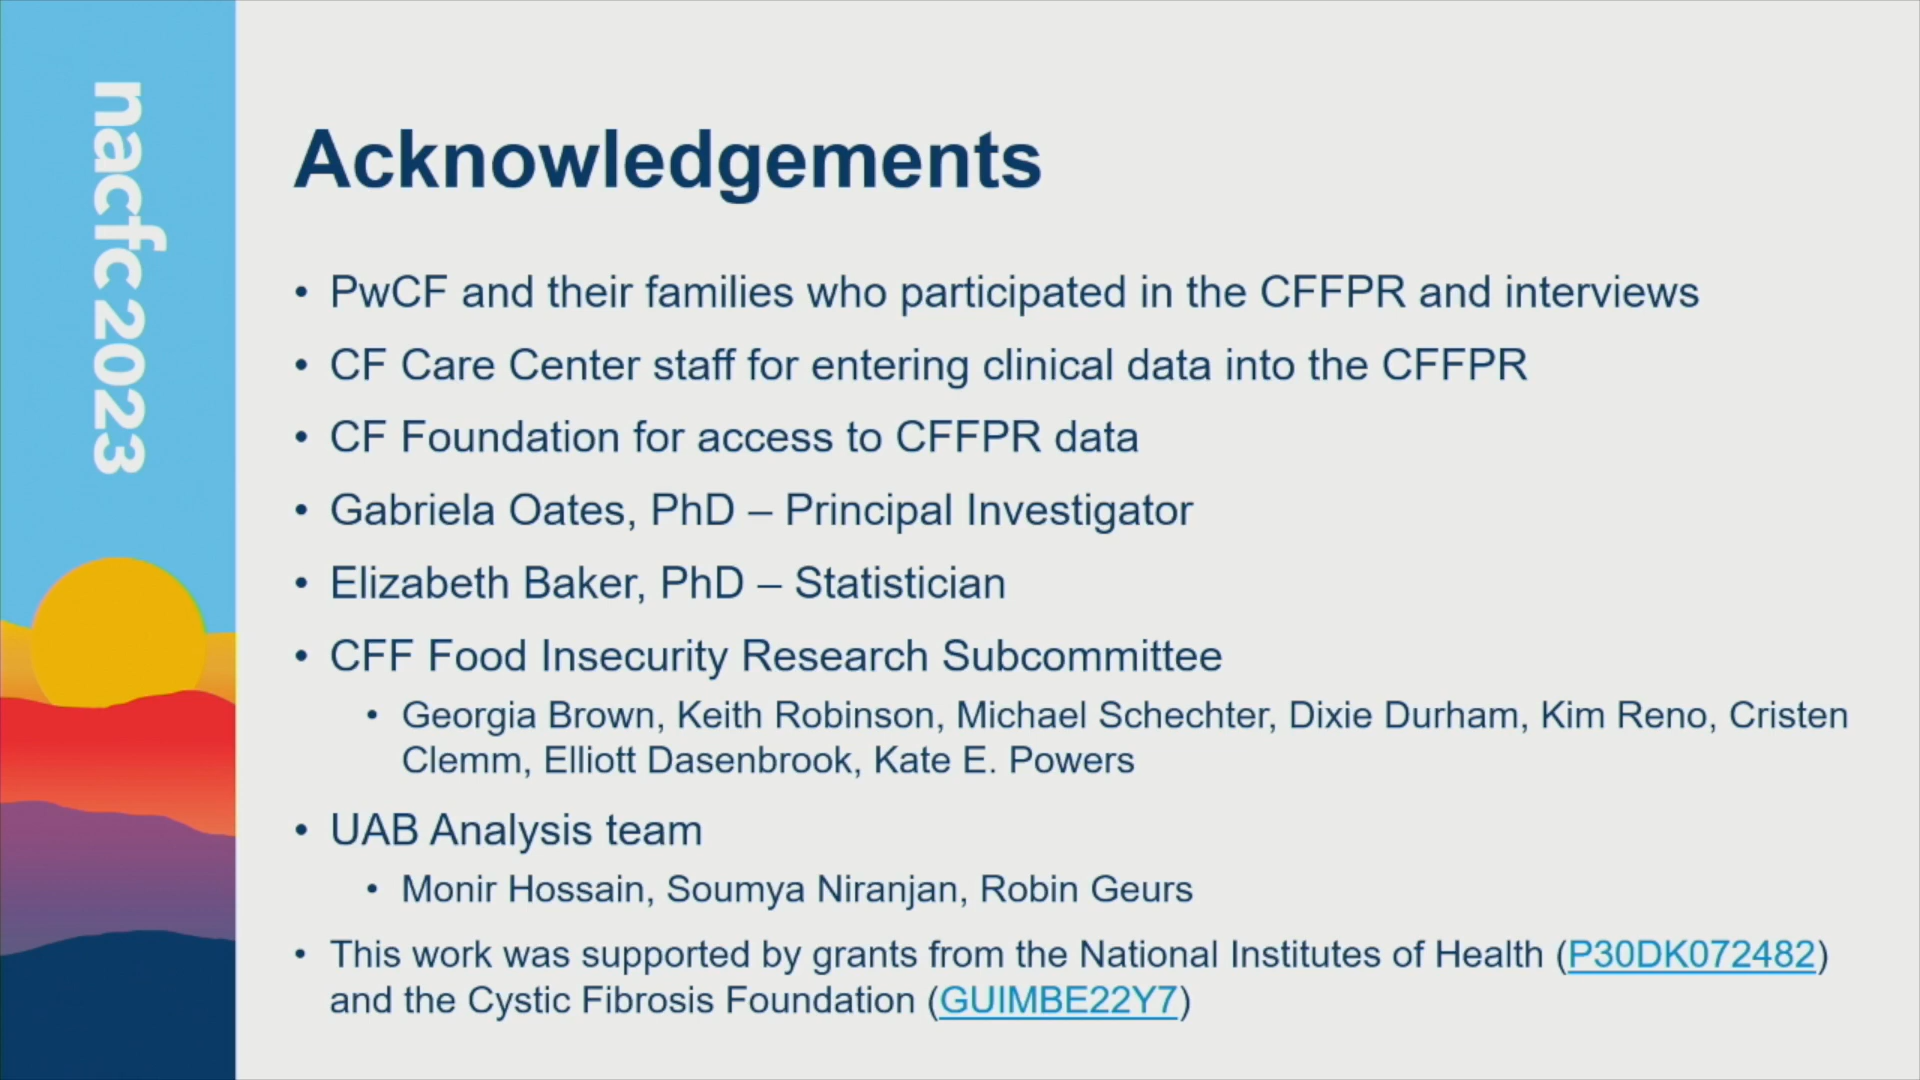 nacfc 2023
Acknowledgements
• PwCF and their families who participated in the CFFPR and interviews
• CF Care Center staff for entering clinical data into the CFFPR
• CF Foundation for access to CFFPR data
• Gabriela Oates, PhD – Principal Investigator
• Elizabeth Baker, PhD – Statistician
• CFF Food Insecurity Research Subcommittee
• Georgia Brown, Keith Robinson, Michael Schechter, Dixie Durham, Kim Reno, Cristen
Clemm, Elliott Dasenbrook, Kate E. Powers
• UAB Analysis team
• Monir Hossain, Soumya Niranjan, Robin Geurs
• This work was supported by grants from the National Institutes of Health (P30DK072482)
and the Cystic Fibrosis Foundation (GUIMBE22Y7)